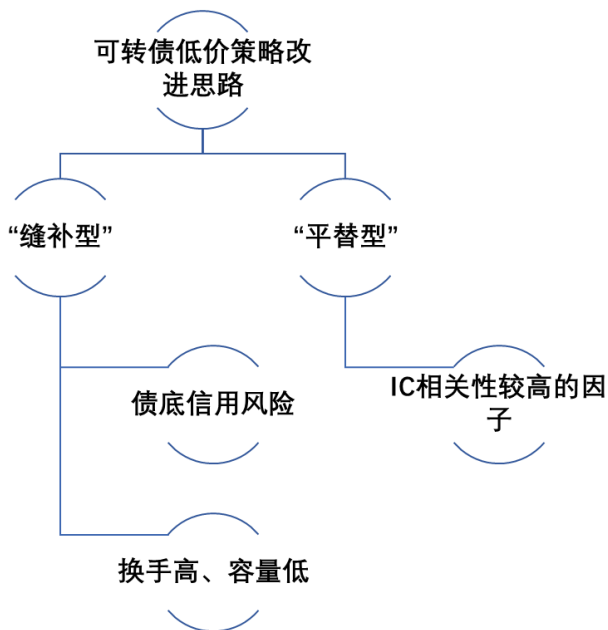 可转债低价策略改
进思路
“缝补型”
“平替型”
债底信用风险
IC相关性较高的因
子
换手高、容量低